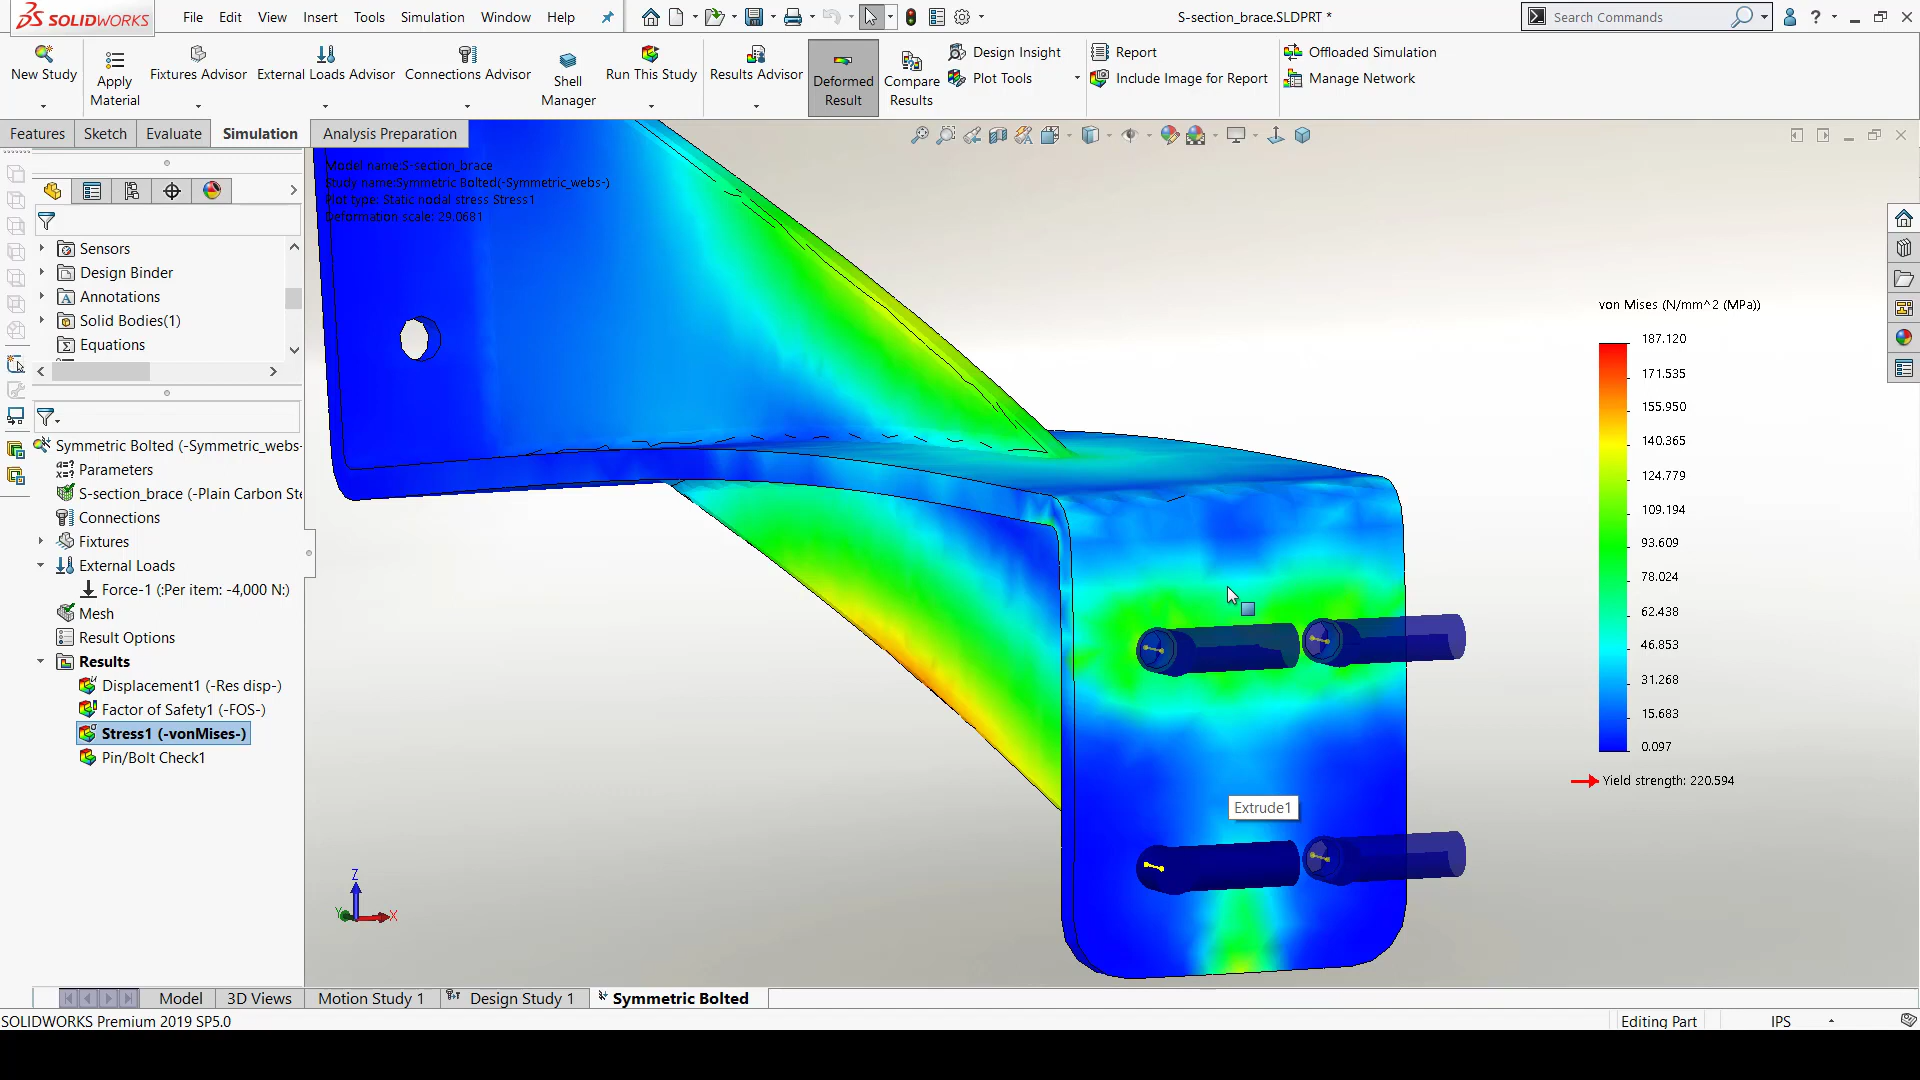 SOLIDWORKS
File Edit View Insert Tools Simulation Window Help
S-section_brace.SLDPRT *
Search Commands
?
New Study
Apply Material
Fixtures Advisor
External Loads Advisor
Connections Advisor
Shell Manager
Run This Study
Results Advisor
Deformed Result
Compare Results
Design Insight
Plot Tools
Report
Include Image for Report
Offloaded Simulation
Manage Network
Features Sketch Evaluate Simulation Analysis Preparation
Model name:S-section_brace
Study name:Symmetric Bolted(-Symmetric_webs-)
Plot type: Static nodal stress Stress1
Deformation scale: 29.0681
Sensors
Design Binder
Annotations
Solid Bodies(1)
Equations
Symmetric Bolted (-Symmetric_webs-
Parameters
S-section_brace (-Plain Carbon Ste
Connections
Fixtures
External Loads
Force-1 (:Per item: -4,000 N:)
Mesh
Result Options
Results
Displacement1 (-Res disp-)
Factor of Safety1 (-FOS-)
Stress1 (-vonMises-)
Pin/Bolt Check1
von Mises (N/mm^2 (MPa))
187.120
171.535
155.950
140.365
124.779
109.194
93.609
78.024
62.438
46.853
31.268
15.683
0.097
Yield strength: 220.594
Extrude1
Z
Y
X
Model 3D Views Motion Study 1 Design Study 1 Symmetric Bolted
SOLIDWORKS Premium 2019 SP5.0
Editing Part
IPS